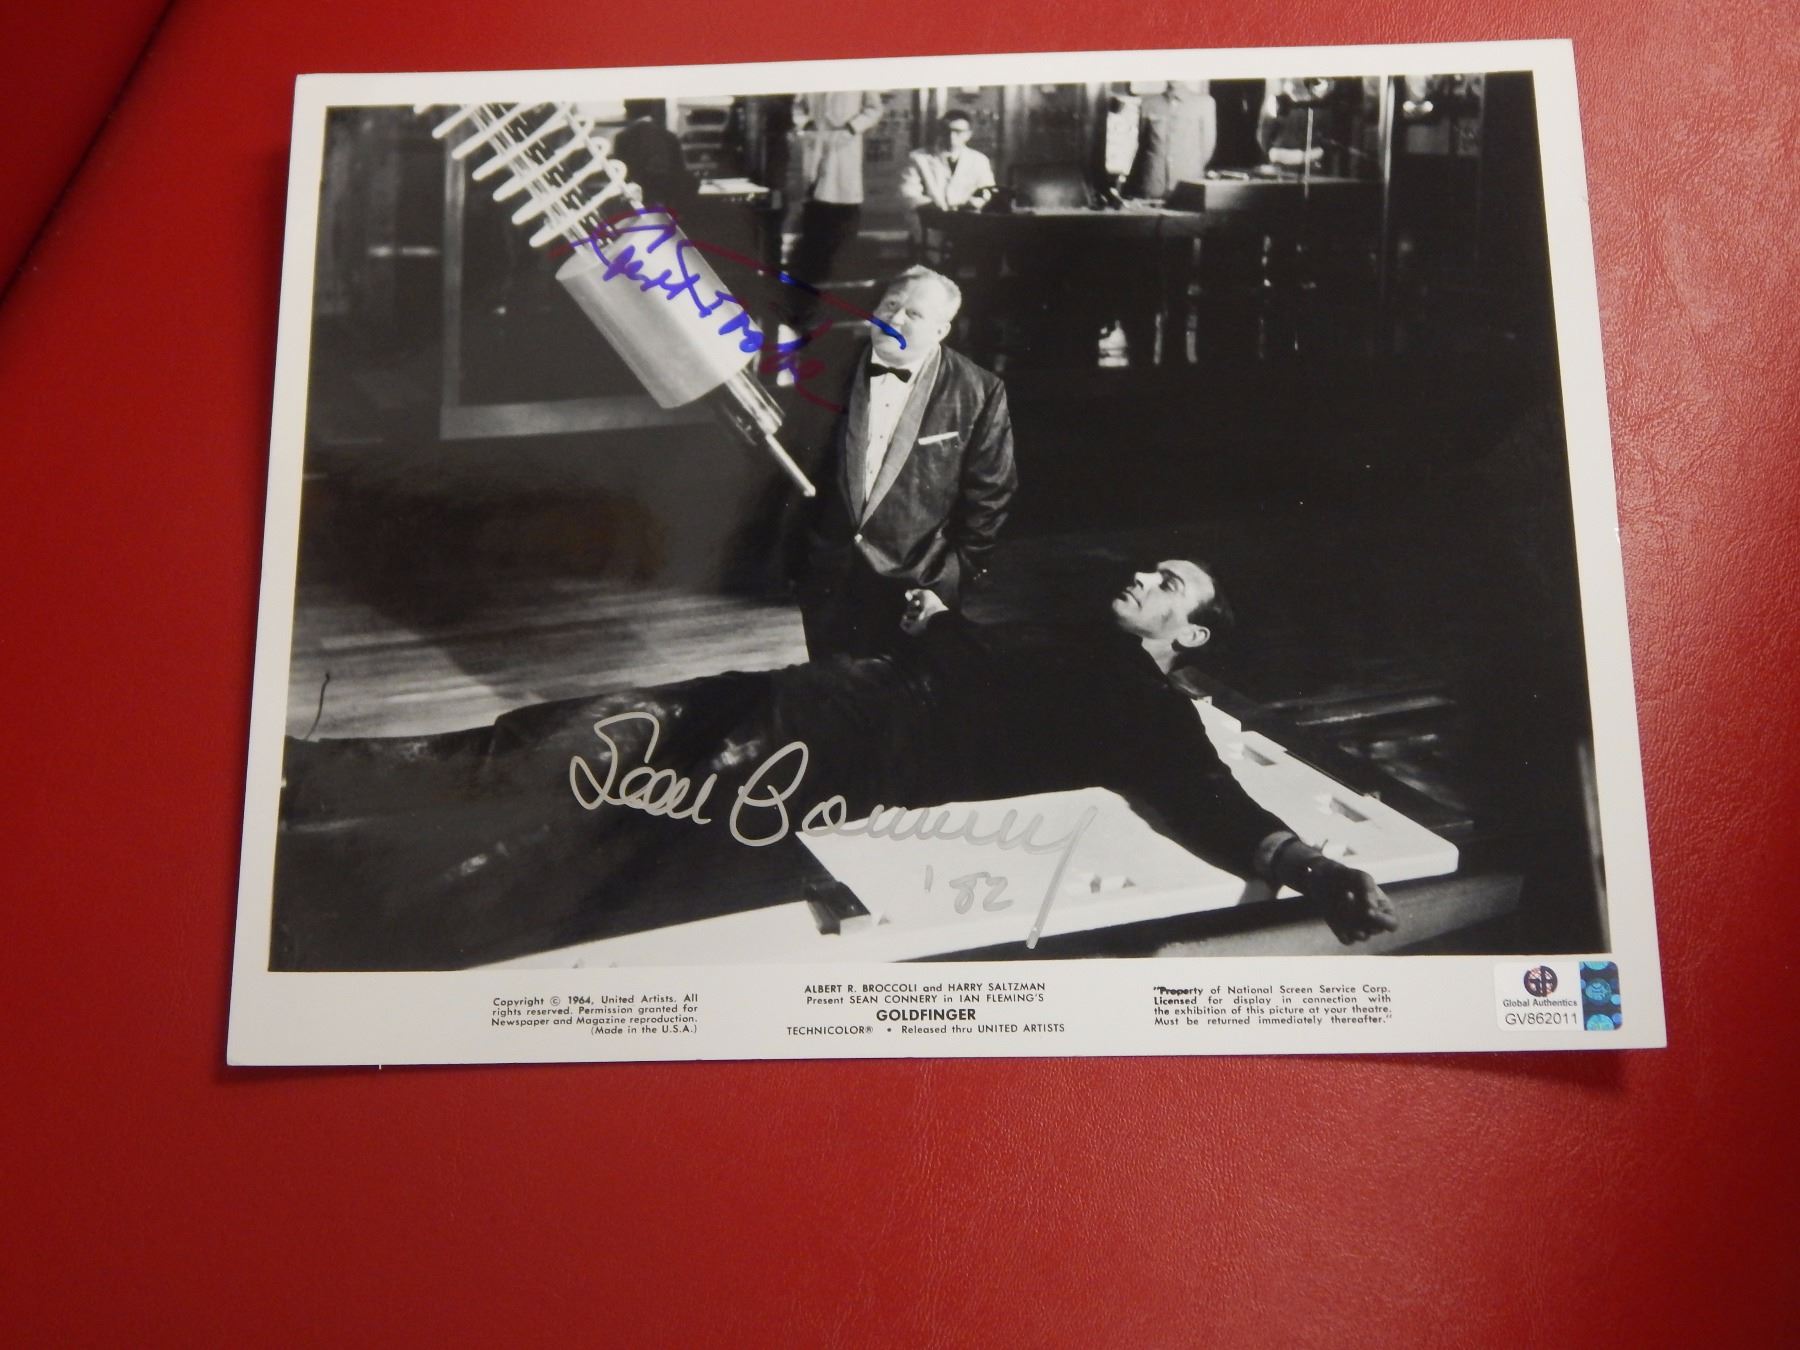 Sean Connery
'82
Copyright © 1964, United Artists. All
rights reserved. Permission granted for
Newspaper and Magazine reproduction.
(Made in the U.S.A.)
ALBERT R. BROCCOLI and HARRY SALTZMAN
Present SEAN CONNERY in IAN FLEMING'S
GOLDFINGER
TECHNICOLOR® • Released thru UNITED ARTISTS
"Property of National Screen Service Corp.
Licensed for display in connection with
the exhibition of this picture at your theatre.
Must be returned immediately thereafter."
GA
Global Authentics
GV862011